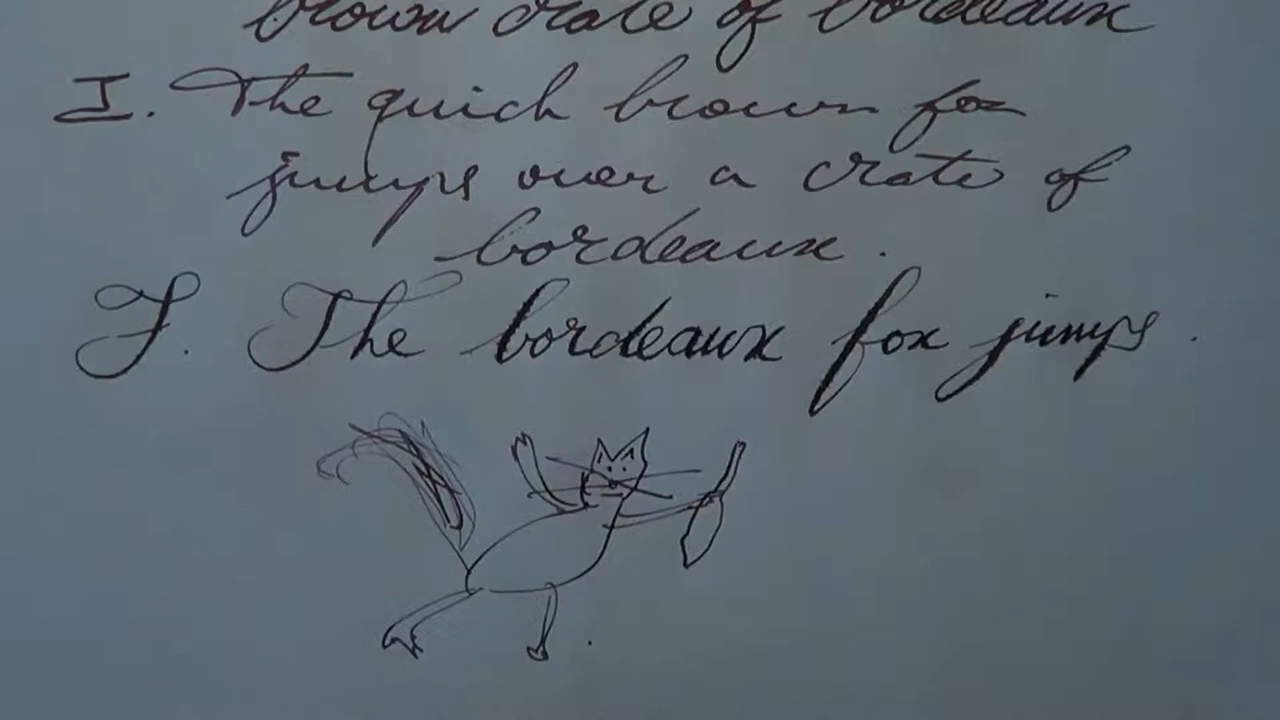 brown crate of bordeaux
I. The quick brown fox
jumps over a crate of
bordeaux.
F. The bordeaux fox jumps.